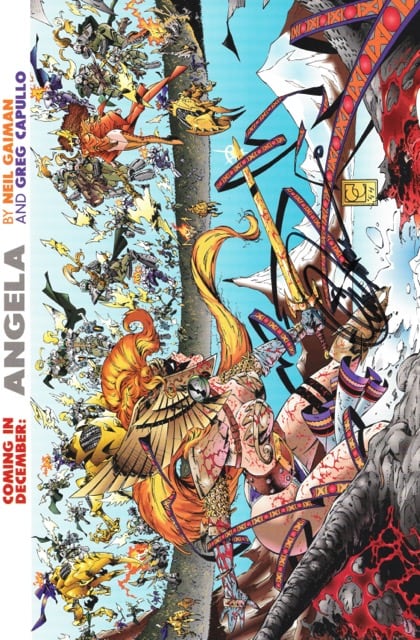 COMING IN
DECEMBER:
ANGELA
BY NEIL GAIMAN
AND GREG CAPULLO